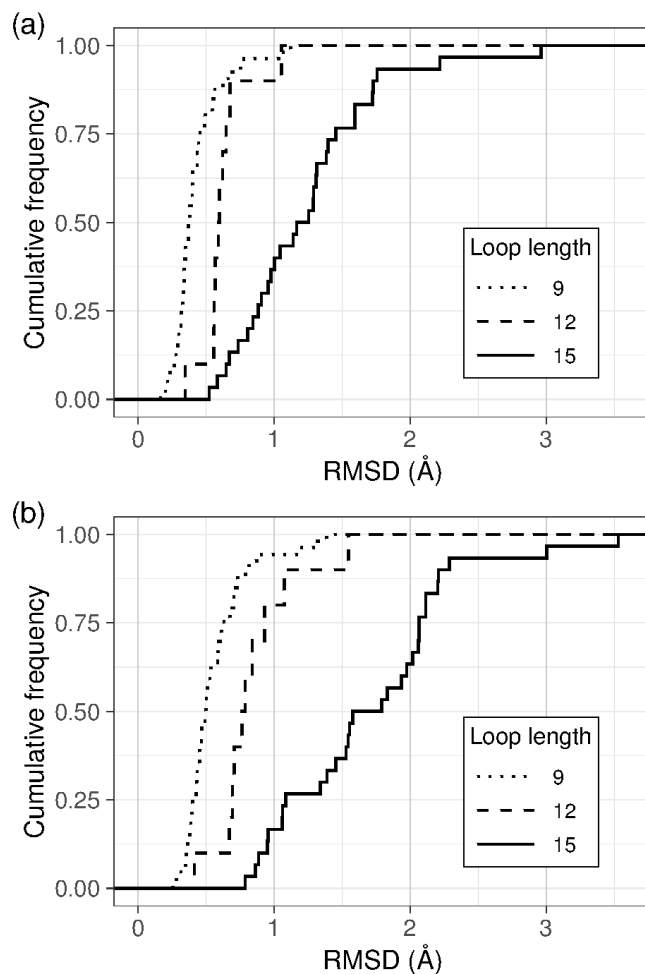 (a)
1.00
0.75
0.50
0.25
0.00
Cumulative frequency
Loop length
9
12
15
0 1 2 3
RMSD (Å)
(b)
1.00
0.75
0.50
0.25
0.00
Cumulative frequency
Loop length
9
12
15
0 1 2 3
RMSD (Å)